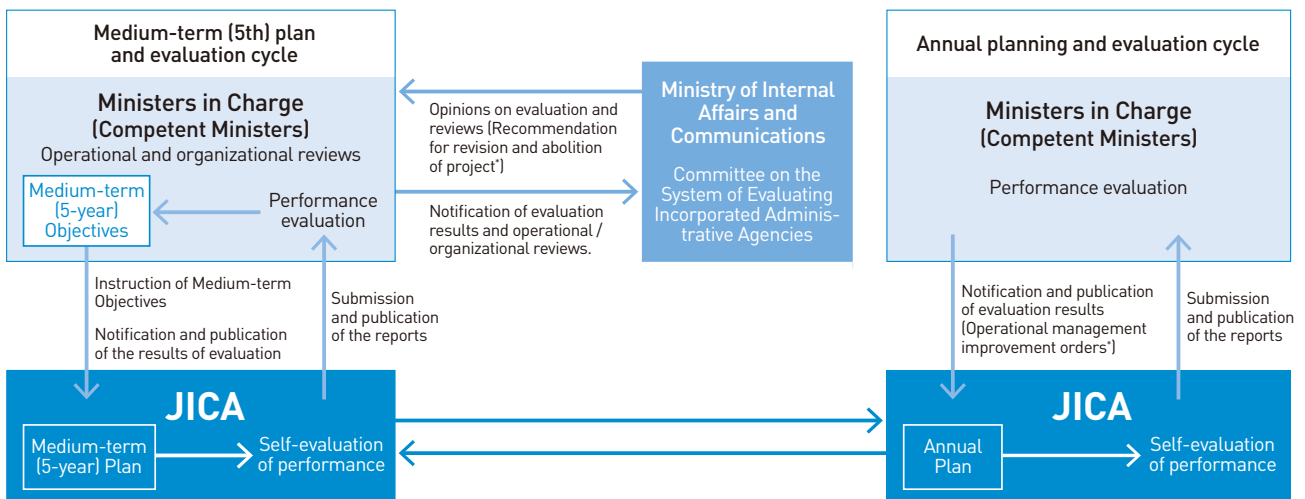 Medium-term (5th) plan
and evaluation cycle
Ministers in Charge
(Competent Ministers)
Operational and organizational reviews
Medium-term
(5-year)
Objectives
Performance
evaluation
Opinions on evaluation and
reviews (Recommendation
for revision and abolition
of project*)
Notification of evaluation
results and operational /
organizational reviews.
Ministry of Internal
Affairs and
Communications
Committee on the
System of Evaluating
Incorporated Adminis-
trative Agencies
Annual planning and evaluation cycle
Ministers in Charge
(Competent Ministers)
Performance evaluation
Instruction of Medium-term
Objectives
Notification and publication
of the results of evaluation
Submission
and publication
of the reports
Notification and publication
of evaluation results
(Operational management
improvement orders*)
Submission
and publication
of the reports
JICA
Medium-term
(5-year) Plan
Self-evaluation
of performance
JICA
Annual
Plan
Self-evaluation
of performance